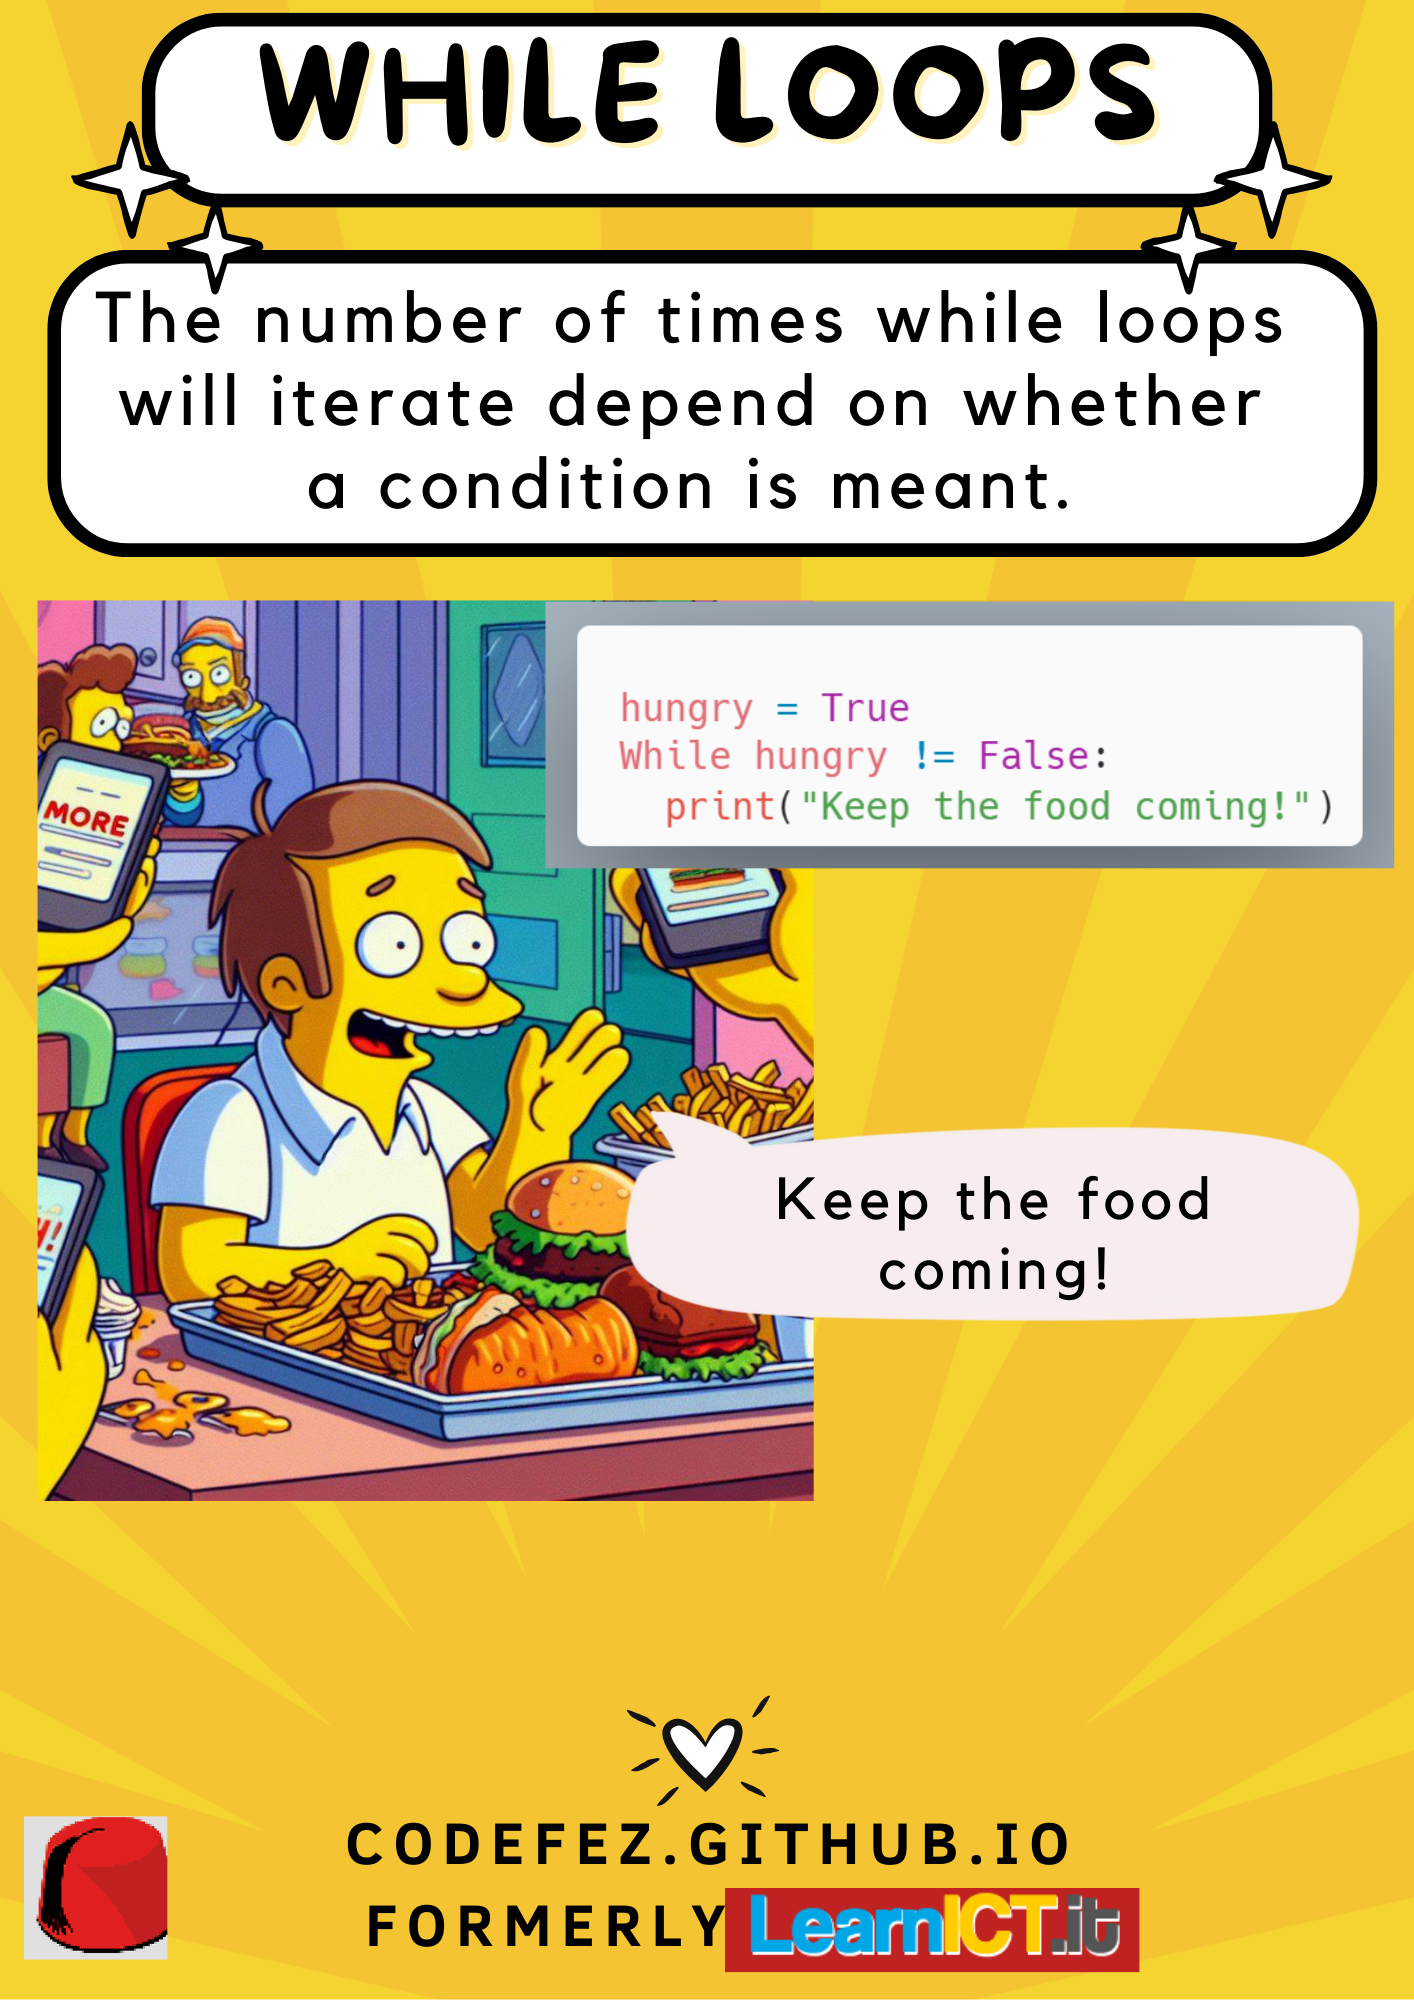 WHILE LOOPS
The number of times while loops
will iterate depend on whether
a condition is meant.
hungry = True
While hungry != False:
  print("Keep the food coming!")
MORE
Keep the food
coming!
CODEFEZ.GITHUB.IO
FORMERLY LearnICT.it